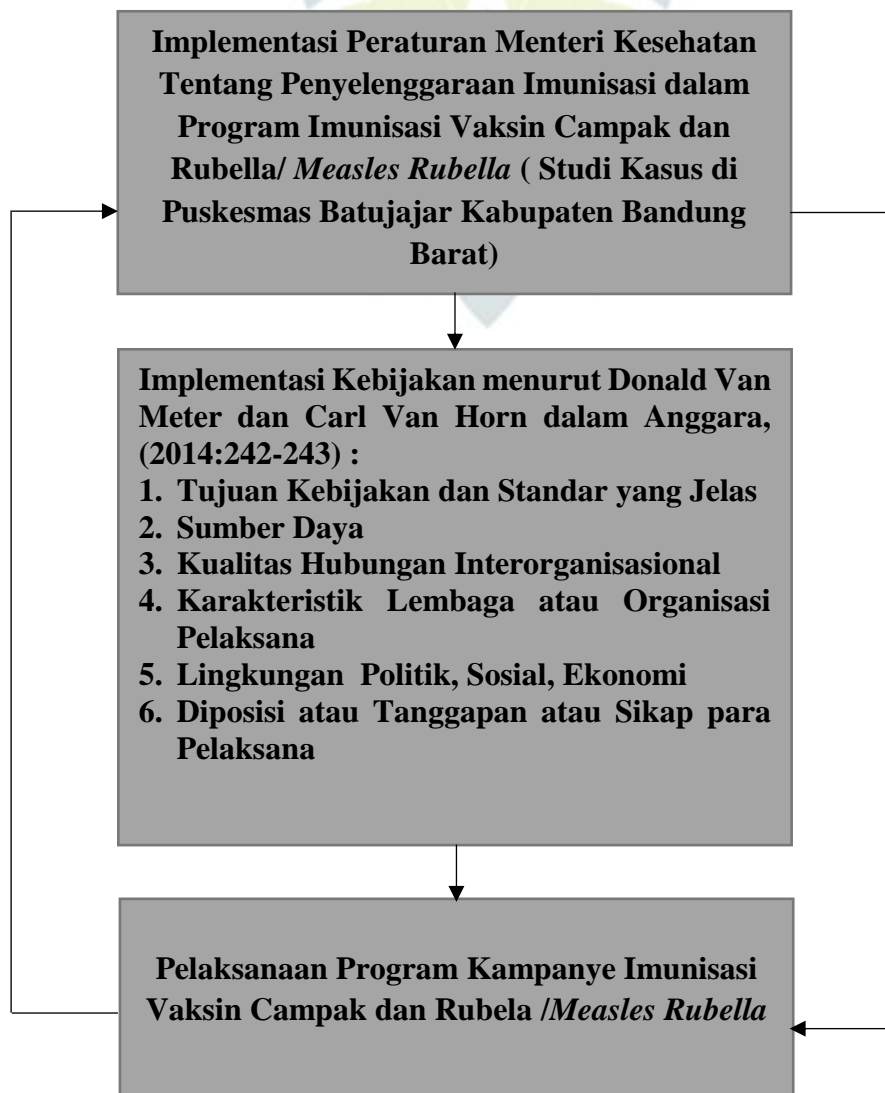 Implementasi Peraturan Menteri Kesehatan
Tentang Penyelenggaraan Imunisasi dalam
Program Imunisasi Vaksin Campak dan
Rubella/ Measles Rubella ( Studi Kasus di
Puskesmas Batujajar Kabupaten Bandung
Barat)
Implementasi Kebijakan menurut Donald Van
Meter dan Carl Van Horn dalam Anggara,
(2014:242-243) :
1. Tujuan Kebijakan dan Standar yang Jelas
2. Sumber Daya
3. Kualitas Hubungan Interorganisasional
4. Karakteristik Lembaga atau Organisasi
Pelaksana
5. Lingkungan Politik, Sosial, Ekonomi
6. Diposisi atau Tanggapan atau Sikap para
Pelaksana
Pelaksanaan Program Kampanye Imunisasi
Vaksin Campak dan Rubela /Measles Rubella